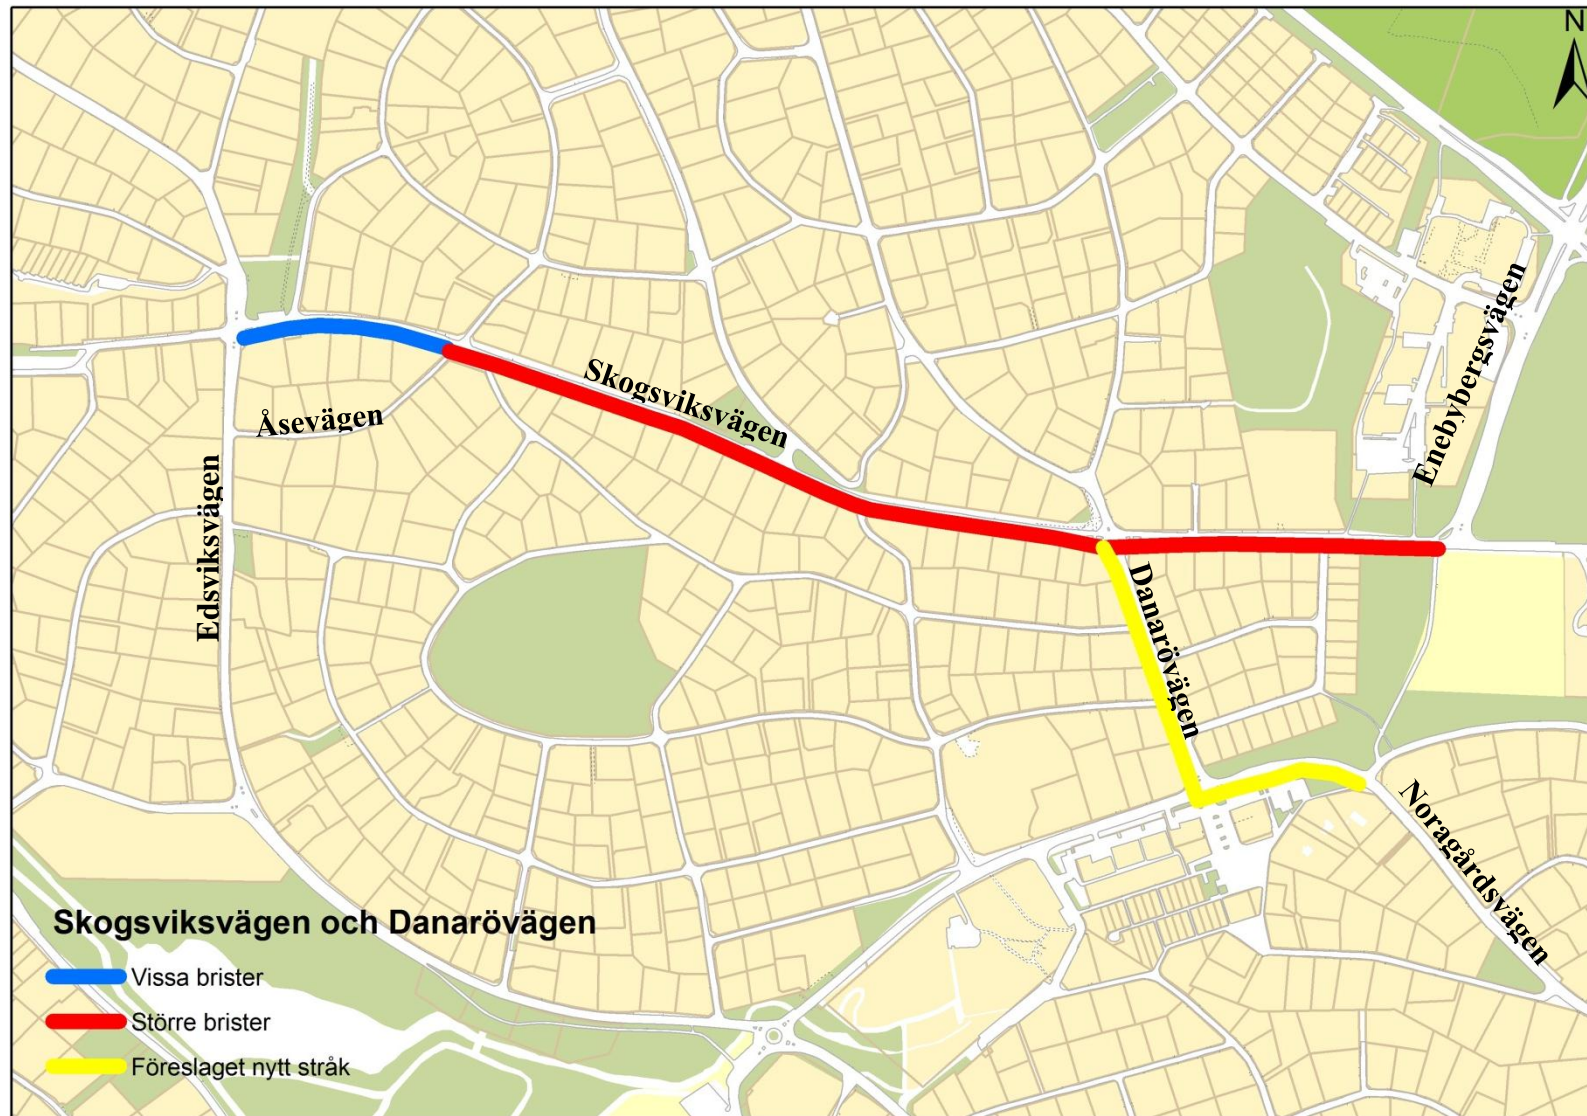 N
Enebybergsvägen
Skogsviksvägen
Åsevägen
Edsviksvägen
Danarövägen
Noragårdsvägen
Skogsviksvägen och Danarövägen
Vissa brister
Större brister
Föreslaget nytt stråk